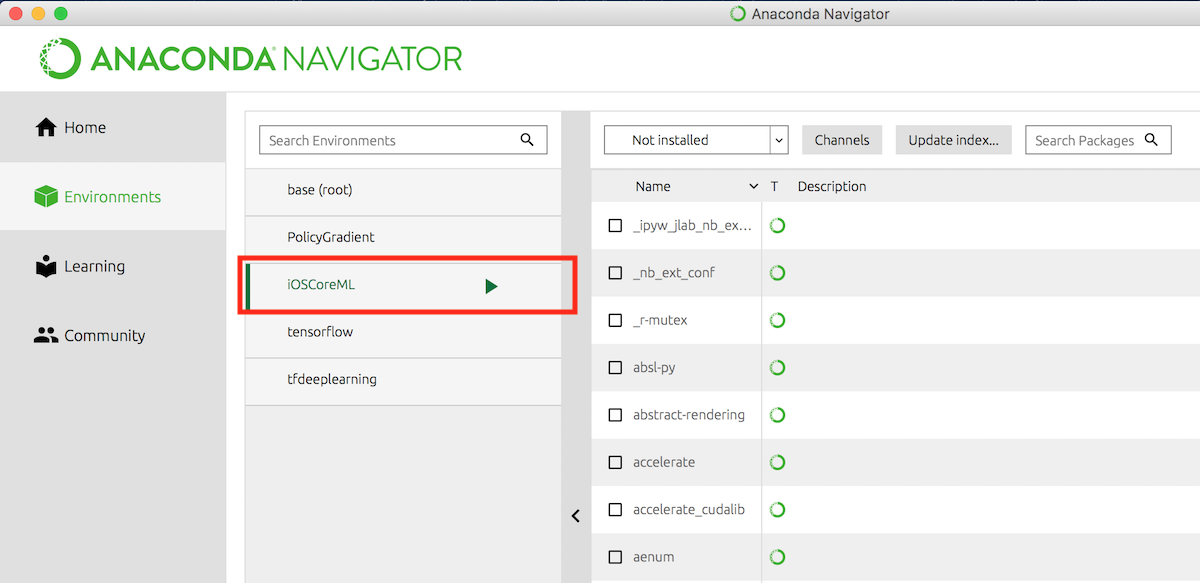 Anaconda Navigator
ANACONDA NAVIGATOR
Home
Environments
Learning
Community
Search Environments
base (root)
PolicyGradient
iOSCoreML
tensorflow
tfdeeplearning
Not installed
Channels
Update index...
Search Packages
Name T Description
_ipyw_jlab_nb_ex...
_nb_ext_conf
_r-mutex
absl-py
abstract-rendering
accelerate
accelerate_cudalib
aenum